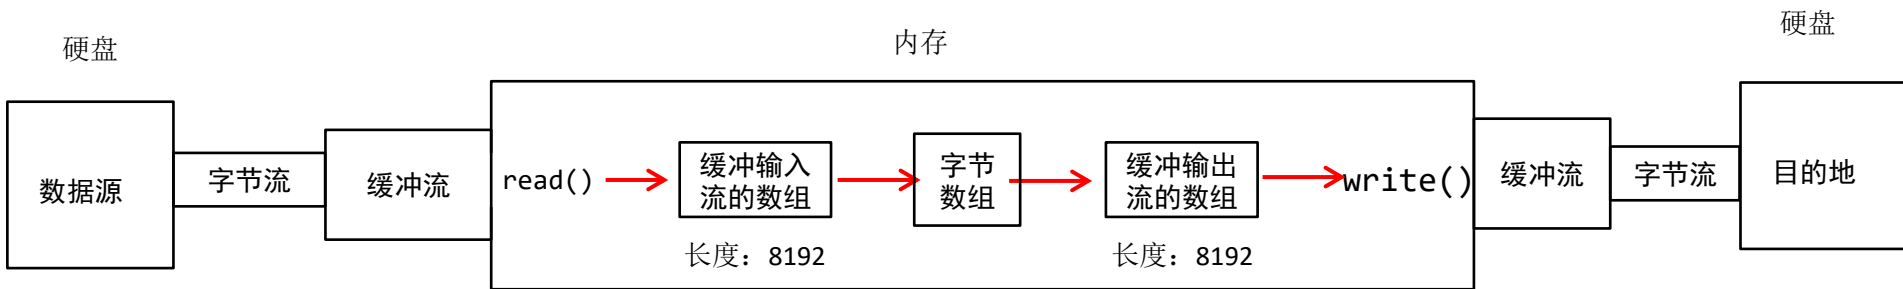 硬盘
内存
硬盘
数据源
字节流
缓冲流
read()
缓冲输入
流的数组
长度：8192
字节
数组
缓冲输出
流的数组
长度：8192
write()
缓冲流
字节流
目的地